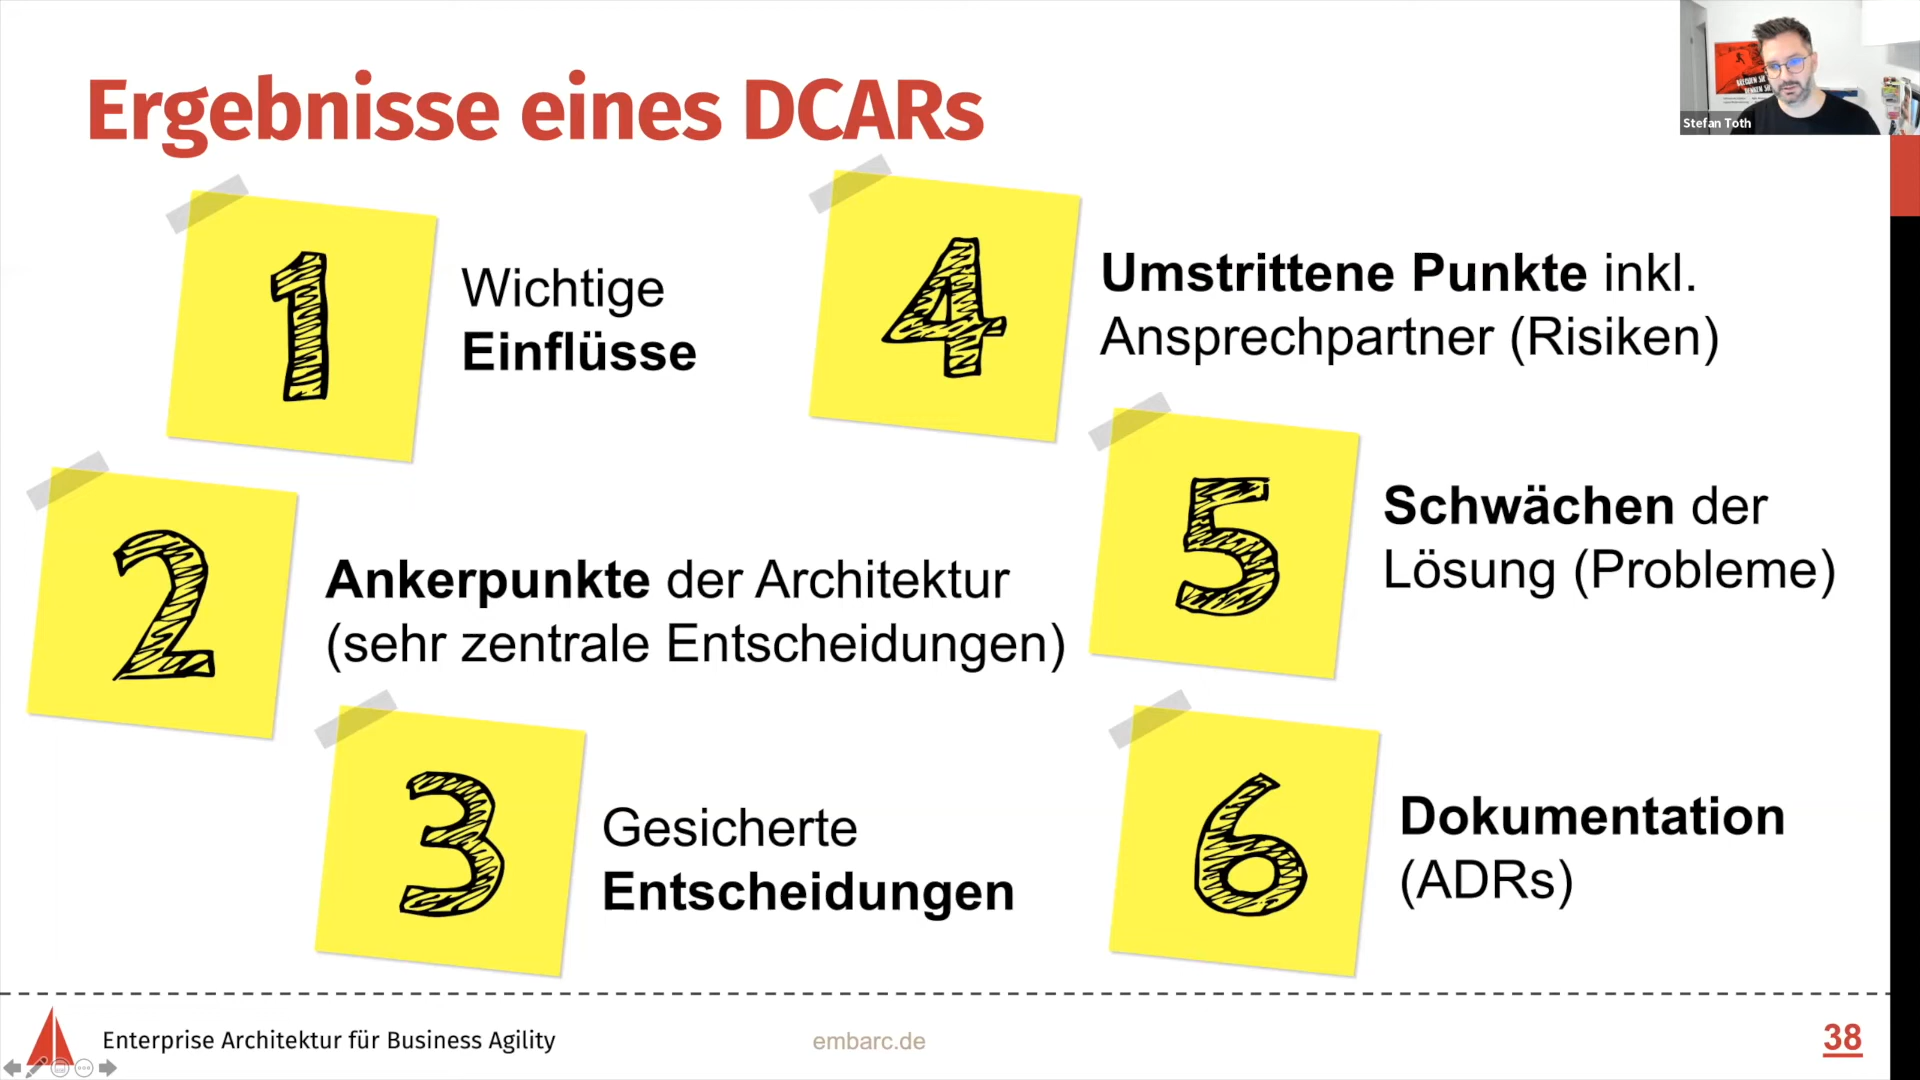 Ergebnisse eines DCARs
Stefan Toth
1
Wichtige
Einflüsse
2
Ankerpunkte der Architektur
(sehr zentrale Entscheidungen)
3
Gesicherte
Entscheidungen
4
Umstrittene Punkte inkl.
Ansprechpartner (Risiken)
5
Schwächen der
Lösung (Probleme)
6
Dokumentation
(ADRs)
Enterprise Architektur für Business Agility
embarc.de
38